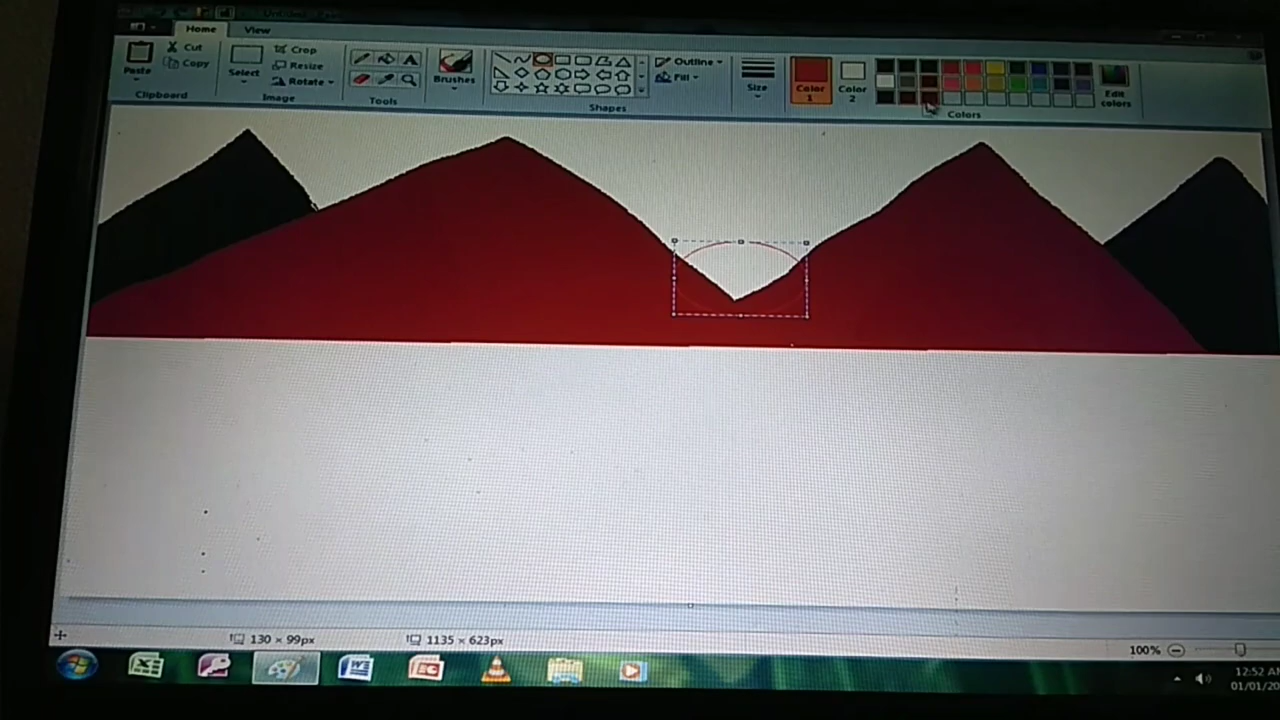 Home View
Paste
Cut
Copy
Clipboard
Select
Crop
Resize
Rotate
Image
Tools
Brushes
Shapes
Outline
Fill
Size
Color 1
Color 2
Edit colors
Colors
130 × 99px
1135 × 623px
100%
12:52 AM